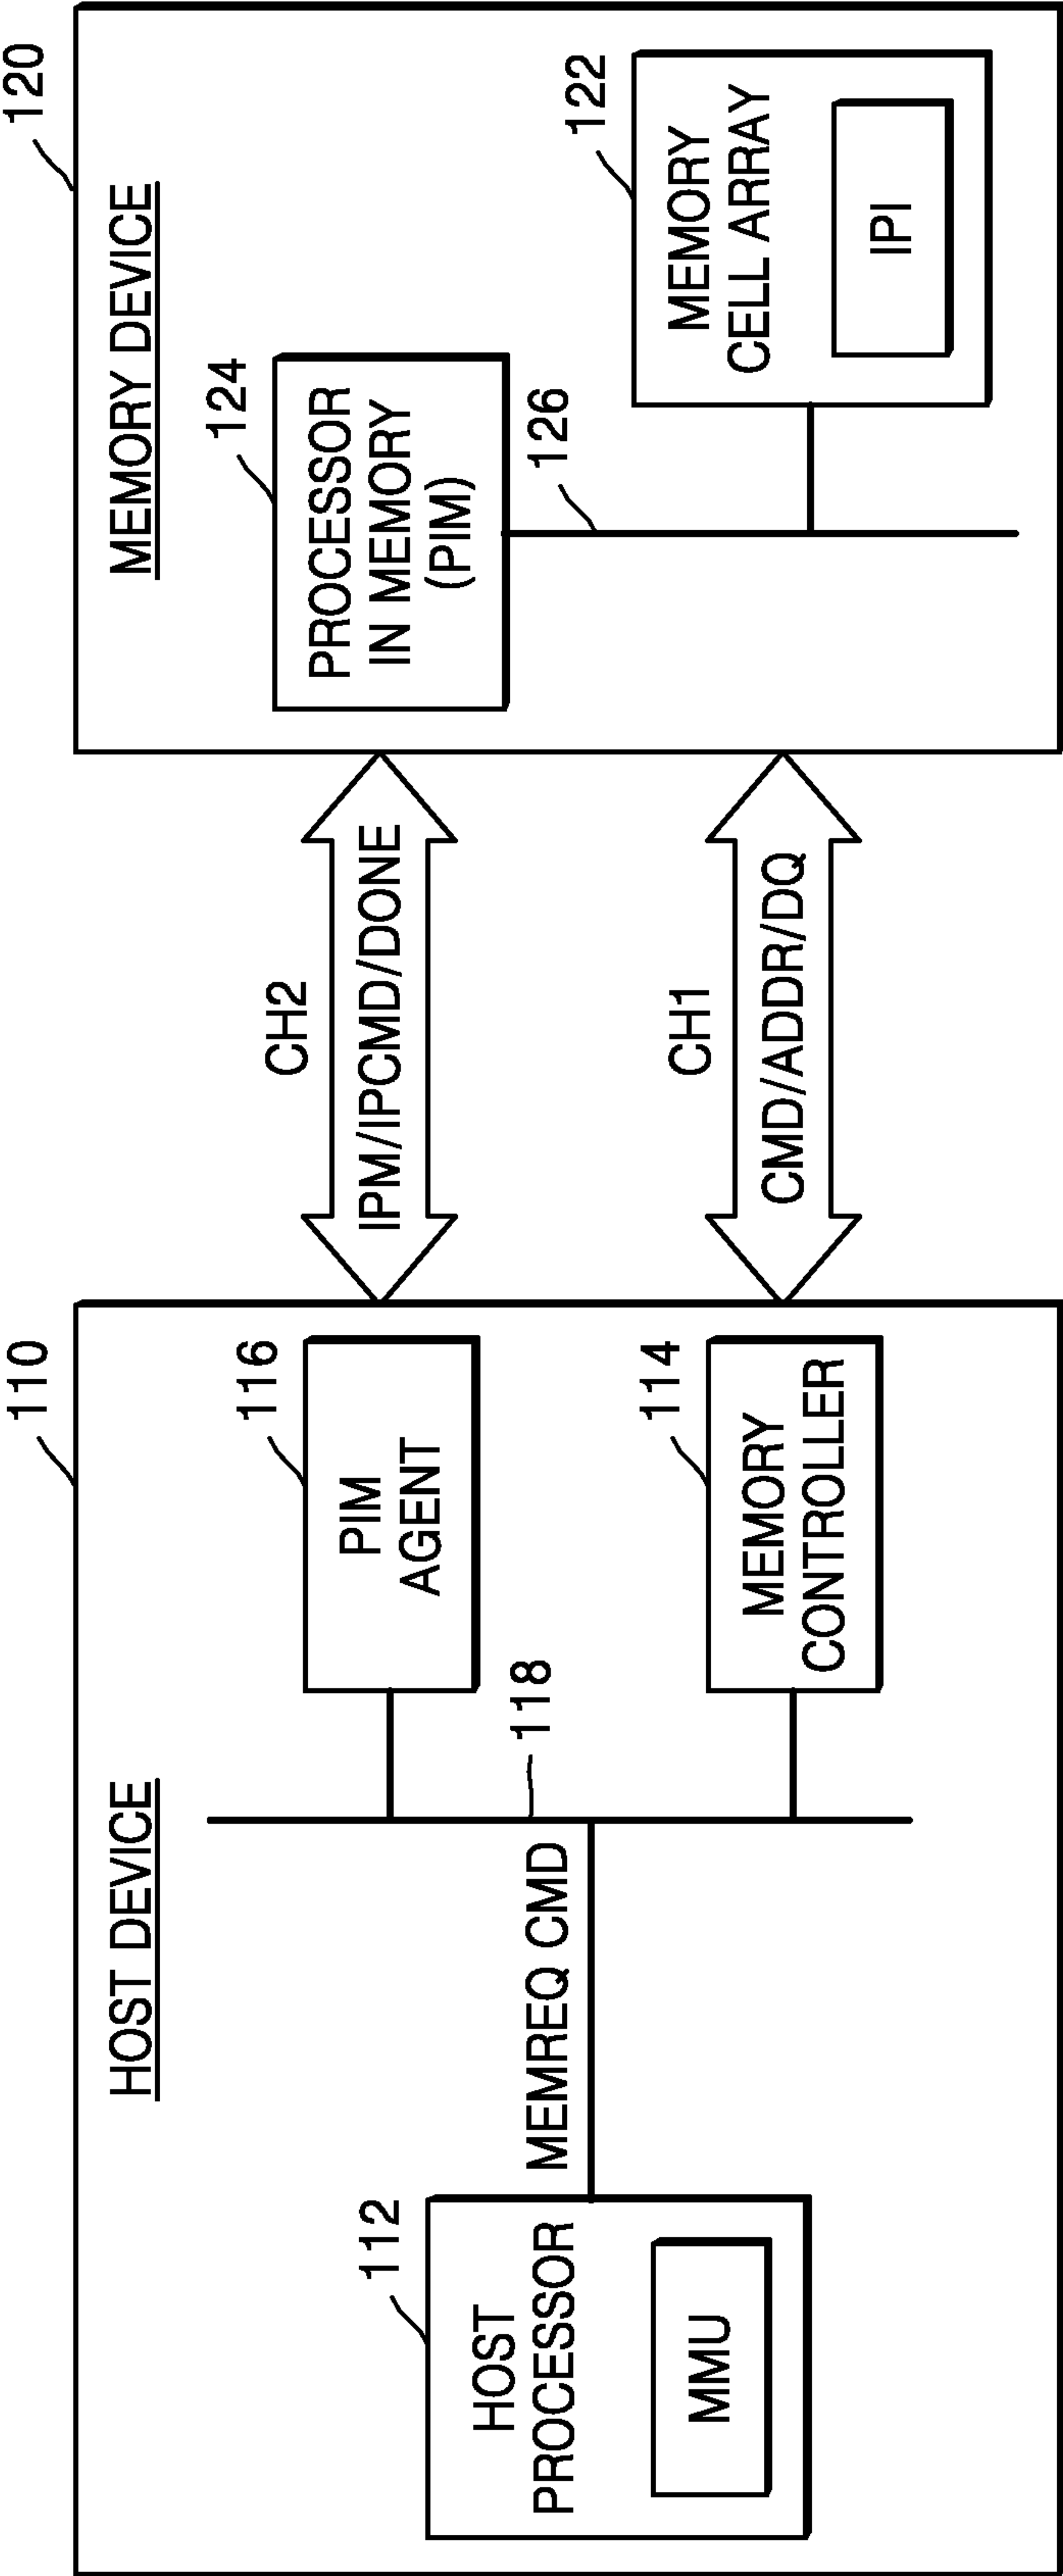 110
HOST DEVICE
112
HOST
PROCESSOR
MMU
MEMREQ CMD
118
116
PIM
AGENT
114
MEMORY
CONTROLLER
CH2
IPM/IPCMD/DONE
CH1
CMD/ADDR/DQ
120
MEMORY DEVICE
124
PROCESSOR
IN MEMORY
(PIM)
126
122
MEMORY
CELL ARRAY
IPI